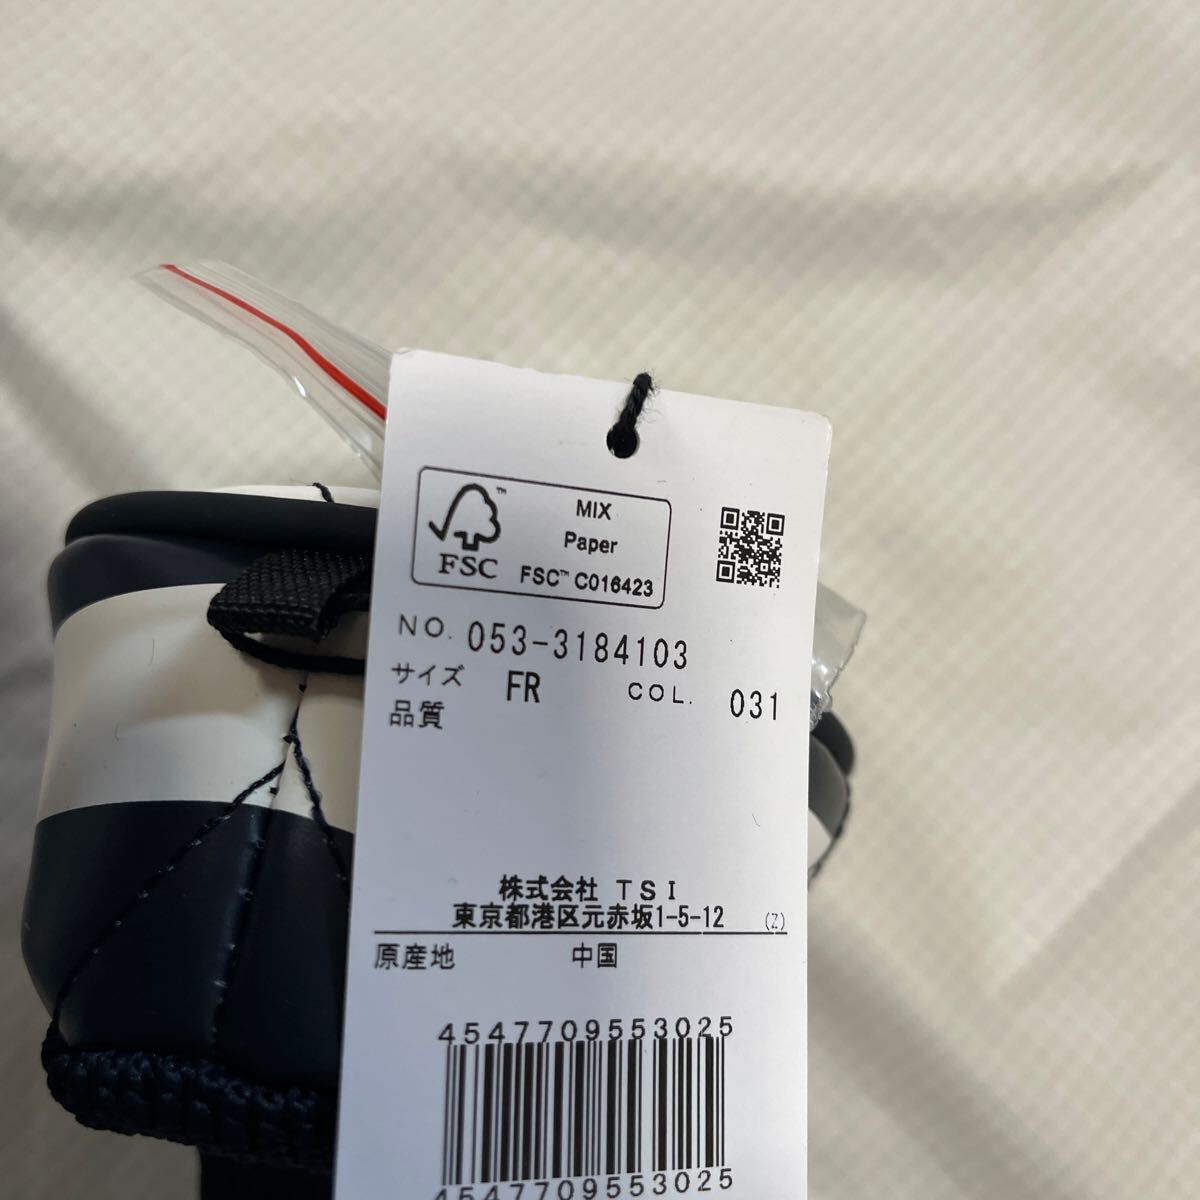 MIX
Paper
FSC™ C016423
FSC
NO. 053-3184103
サイズ FR COL. 031
品質
株式会社 TSI
東京都港区元赤坂1-5-12 (Z)
原産地 中国
4547709553025
4547709553025